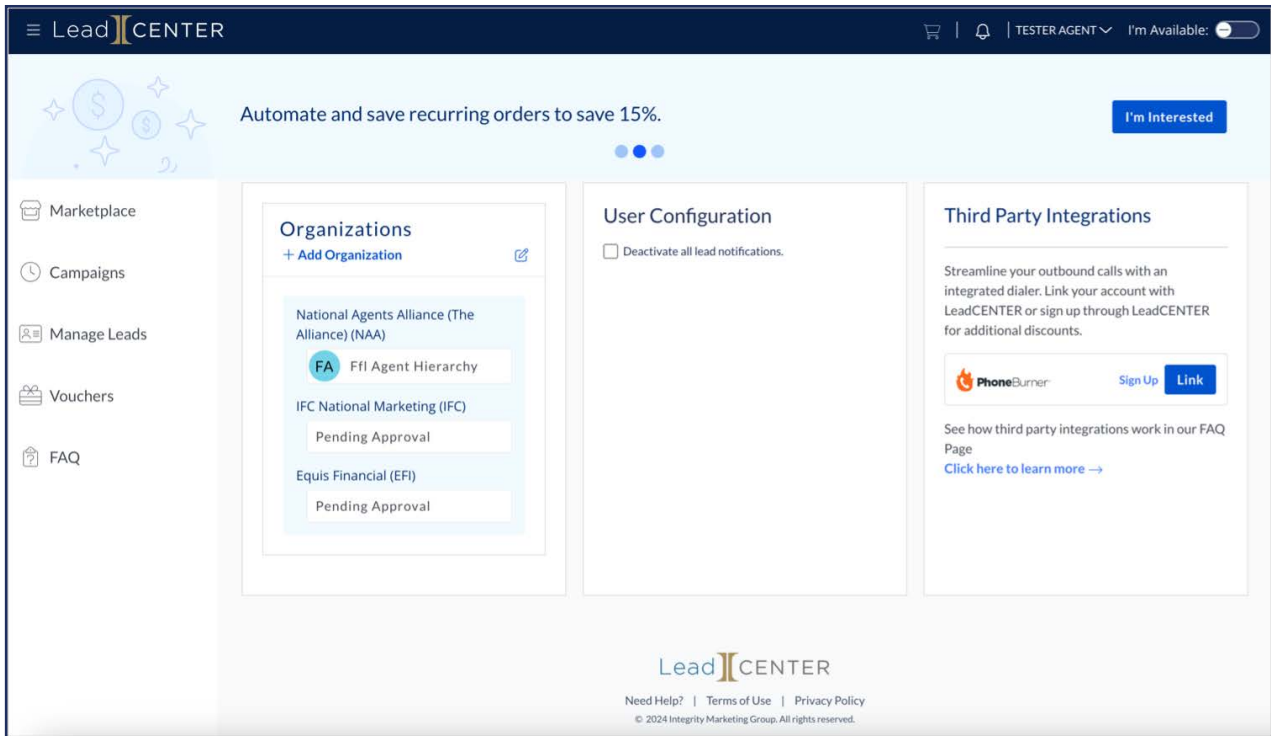 Lead CENTER
TESTER AGENT
I'm Available:
Automate and save recurring orders to save 15%.
I'm Interested
Marketplace
Campaigns
Manage Leads
Vouchers
FAQ
Organizations
+ Add Organization
National Agents Alliance (The
Alliance) (NAA)
FA Ffl Agent Hierarchy
IFC National Marketing (IFC)
Pending Approval
Equis Financial (EFI)
Pending Approval
User Configuration
Deactivate all lead notifications.
Third Party Integrations
Streamline your outbound calls with an
integrated dialer. Link your account with
LeadCENTER or sign up through LeadCENTER
for additional discounts.
PhoneBurner Sign Up Link
See how third party integrations work in our FAQ
Page
Click here to learn more →
Lead CENTER
Need Help? | Terms of Use | Privacy Policy
© 2024 Integrity Marketing Group. All rights reserved.